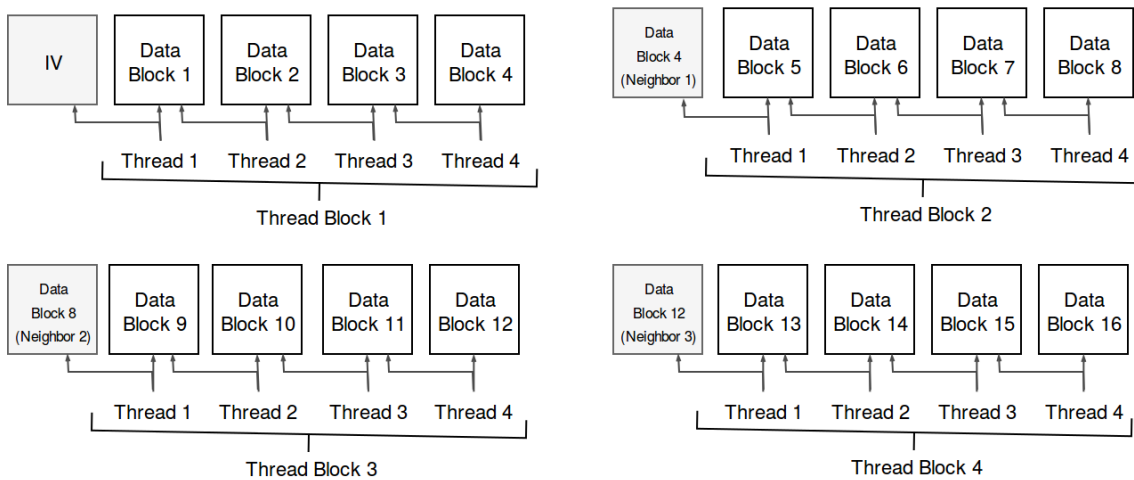 IV
Data
Block 1
Data
Block 2
Data
Block 3
Data
Block 4
Thread 1
Thread 2
Thread 3
Thread 4
Thread Block 1
Data
Block 4
(Neighbor 1)
Data
Block 5
Data
Block 6
Data
Block 7
Data
Block 8
Thread 1
Thread 2
Thread 3
Thread 4
Thread Block 2
Data
Block 8
(Neighbor 2)
Data
Block 9
Data
Block 10
Data
Block 11
Data
Block 12
Thread 1
Thread 2
Thread 3
Thread 4
Thread Block 3
Data
Block 12
(Neighbor 3)
Data
Block 13
Data
Block 14
Data
Block 15
Data
Block 16
Thread 1
Thread 2
Thread 3
Thread 4
Thread Block 4